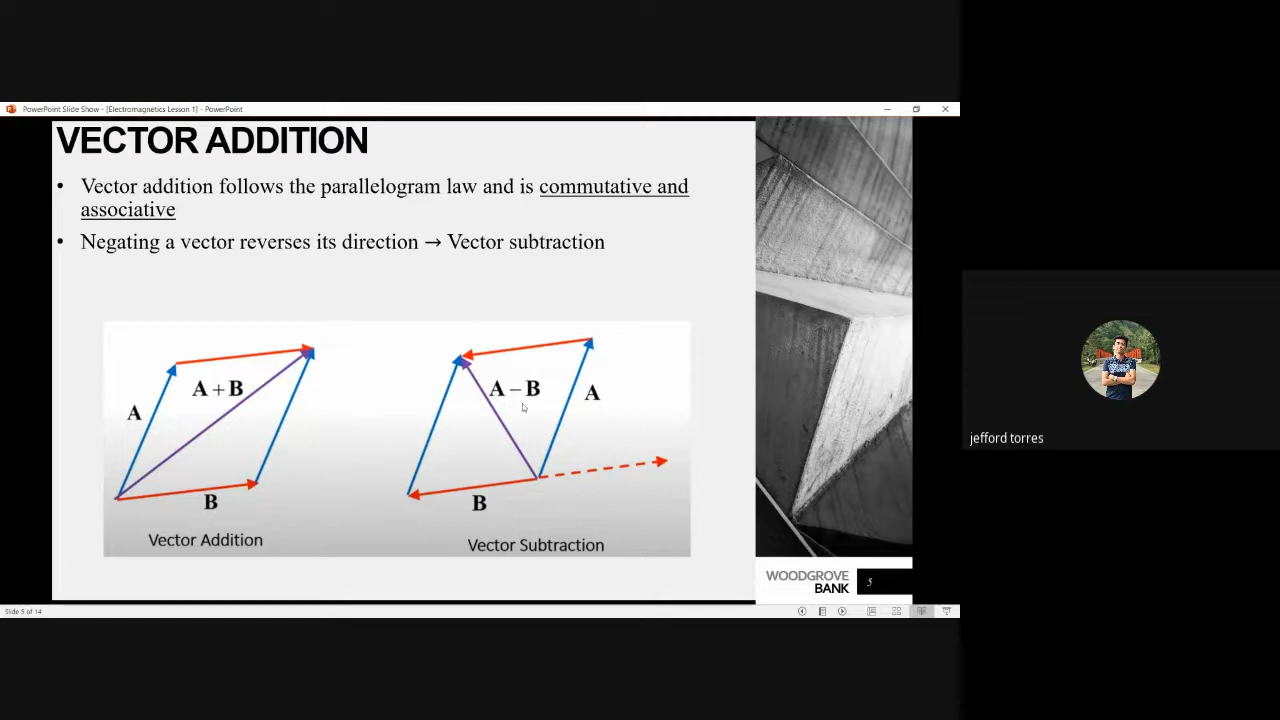 PowerPoint Slide Show - [Electromagnetics Lesson 1] - PowerPoint
VECTOR ADDITION
• Vector addition follows the parallelogram law and is commutative and
associative
• Negating a vector reverses its direction → Vector subtraction
A
A + B
B
Vector Addition
A − B
A
B
Vector Subtraction
WOODGROVE
BANK
5
Slide 5 of 14
jefford torres